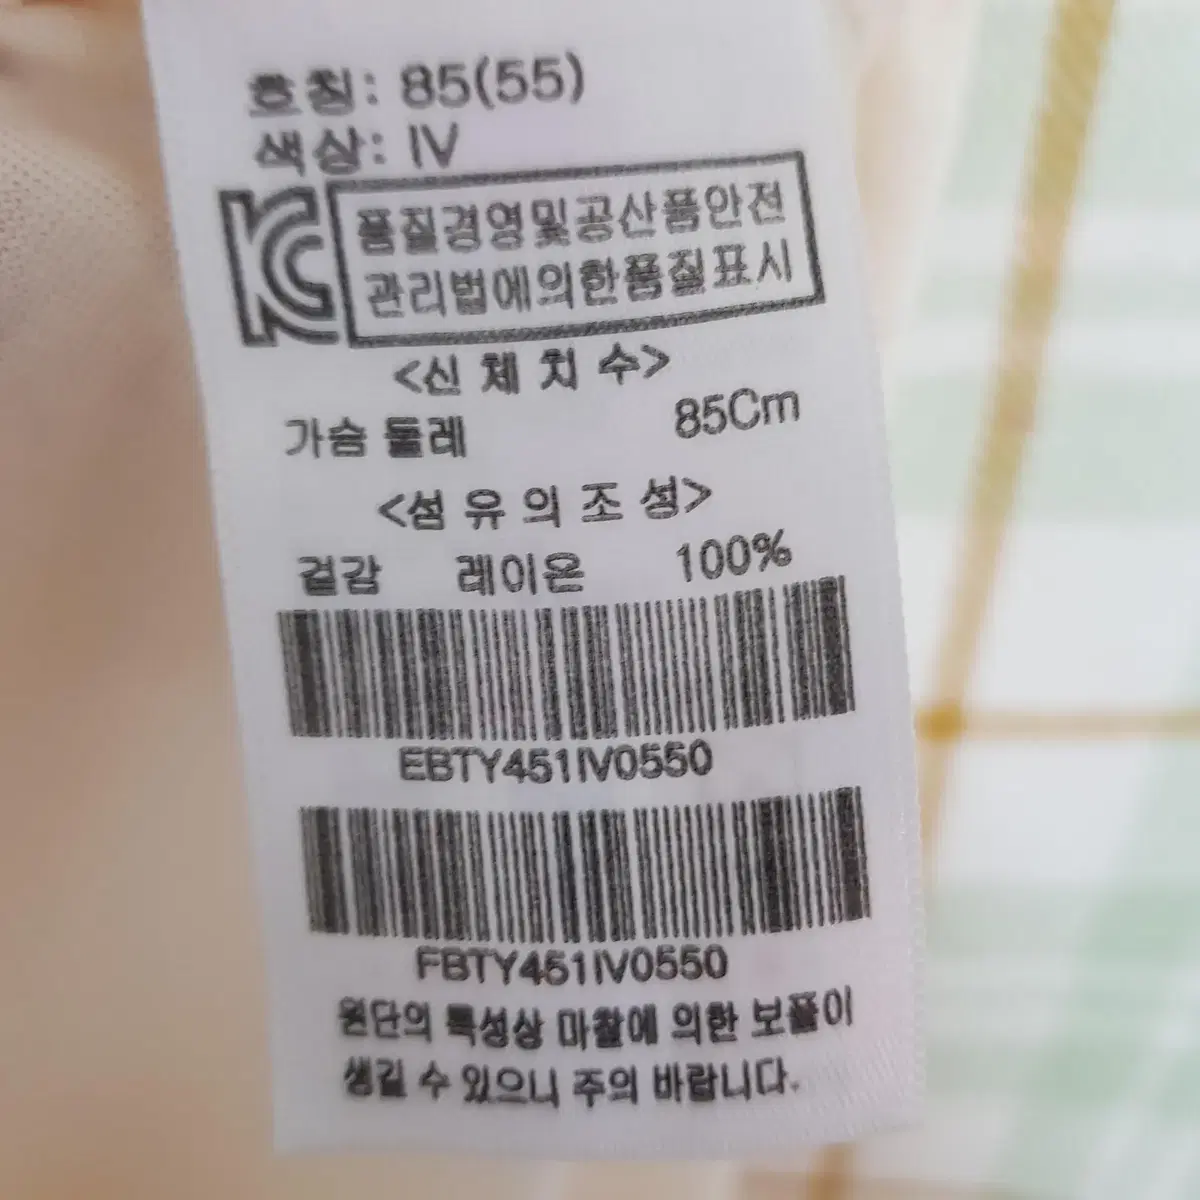 호칭: 85(55)
색상: IV
품질경영및공산품안전
관리법에의한품질표시
<신 체 치 수>
가슴 둘레 85Cm
<섬 유 의 조 성>
겉감 레이온 100%
EBTY451IV0550
FBTY451IV0550
원단의 특성상 마찰에 의한 보풀이
생길 수 있으니 주의 바랍니다.